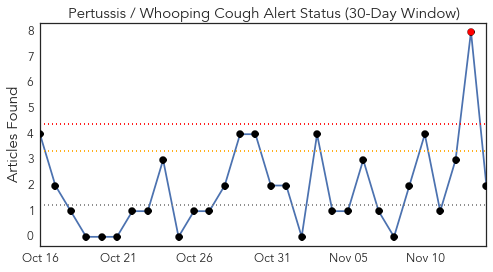 Pertussis / Whooping Cough Alert Status (30-Day Window)
Articles Found
8
7
6
5
4
3
2
1
0
Oct 16
Oct 21
Oct 26
Oct 31
Nov 05
Nov 10